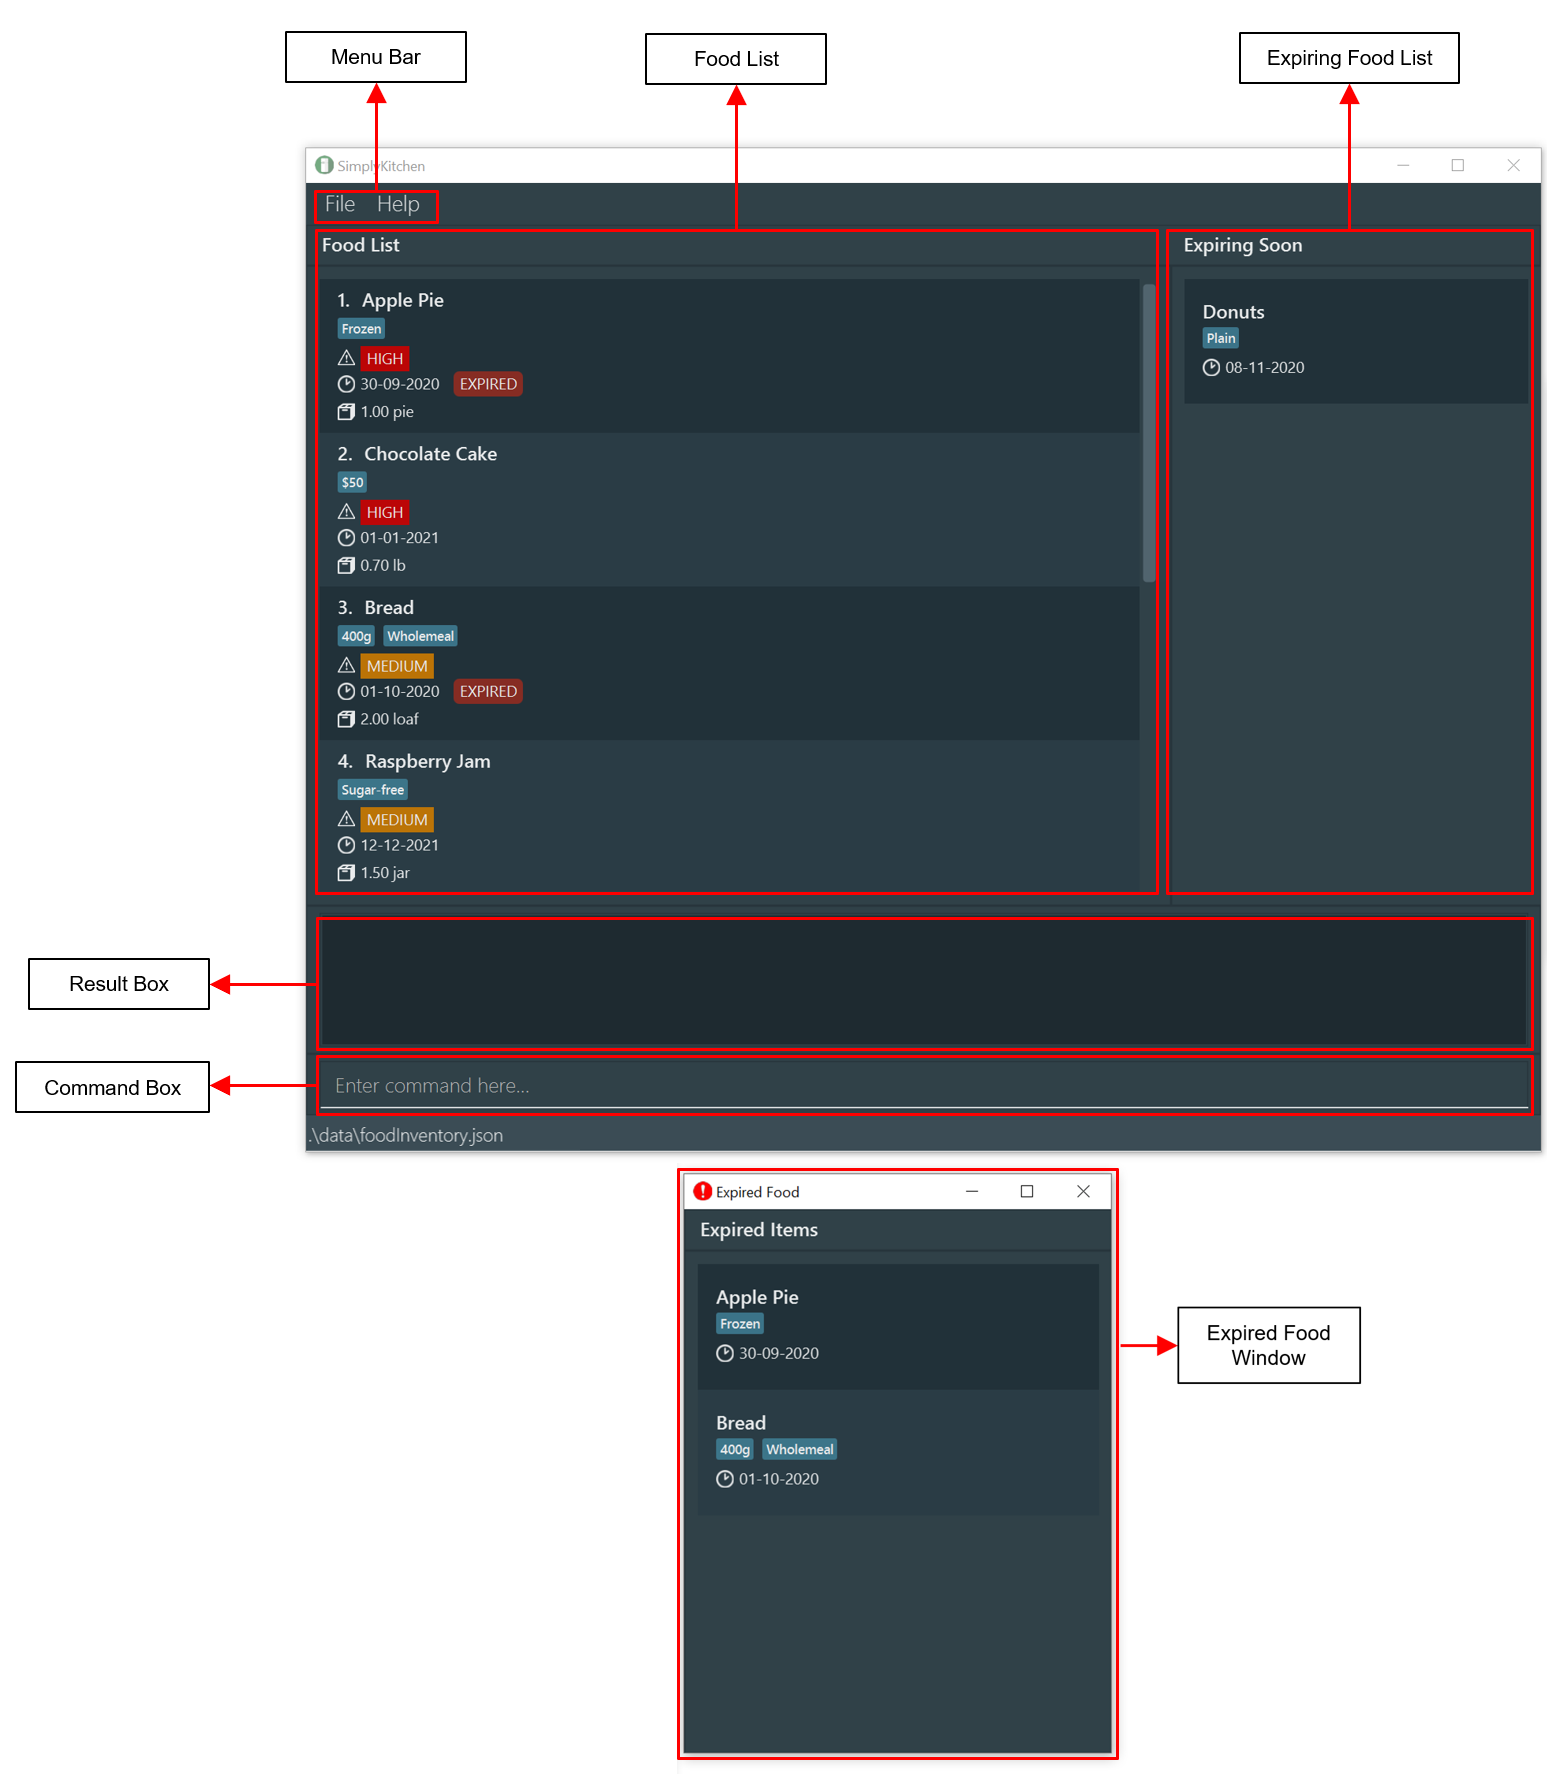 Menu Bar
Food List
Expiring Food List
SimplyKitchen
File Help
Food List
Expiring Soon
1. Apple Pie
Frozen
HIGH
30-09-2020 EXPIRED
1.00 pie
2. Chocolate Cake
$50
HIGH
01-01-2021
0.70 lb
3. Bread
400g Wholemeal
MEDIUM
01-10-2020 EXPIRED
2.00 loaf
4. Raspberry Jam
Sugar-free
MEDIUM
12-12-2021
1.50 jar
Donuts
Plain
08-11-2020
Result Box
Command Box
Enter command here...
.\data\foodInventory.json
Expired Food
Expired Items
Apple Pie
Frozen
30-09-2020
Bread
400g Wholemeal
01-10-2020
Expired Food
Window